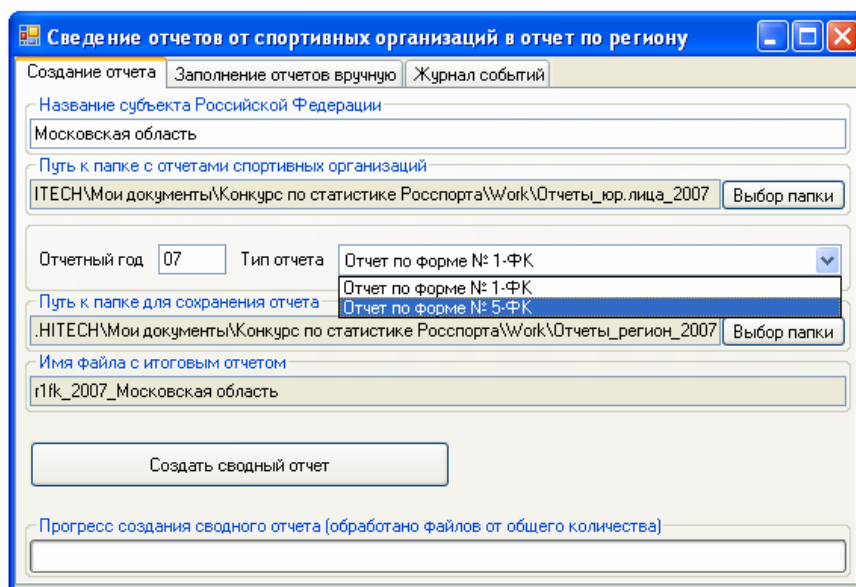 Сведение отчетов от спортивных организаций в отчет по региону
Создание отчета Заполнение отчетов вручную Журнал событий
Название субъекта Российской Федерации
Московская область
Путь к папке с отчетами спортивных организаций
ITECH\Мои документы\Конкурс по статистике Росспорта\Work\Отчеты_юр.лица_2007 Выбор папки
Отчетный год 07 Тип отчета Отчет по форме № 1-ФК
Отчет по форме № 1-ФК
Отчет по форме № 5-ФК
Путь к папке для сохранения отчета
.HITECH\Мои документы\Конкурс по статистике Росспорта\Work\Отчеты_регион_2007 Выбор папки
Имя файла с итоговым отчетом
r1fk_2007_Московская область
Создать сводный отчет
Прогресс создания сводного отчета (обработано файлов от общего количества)